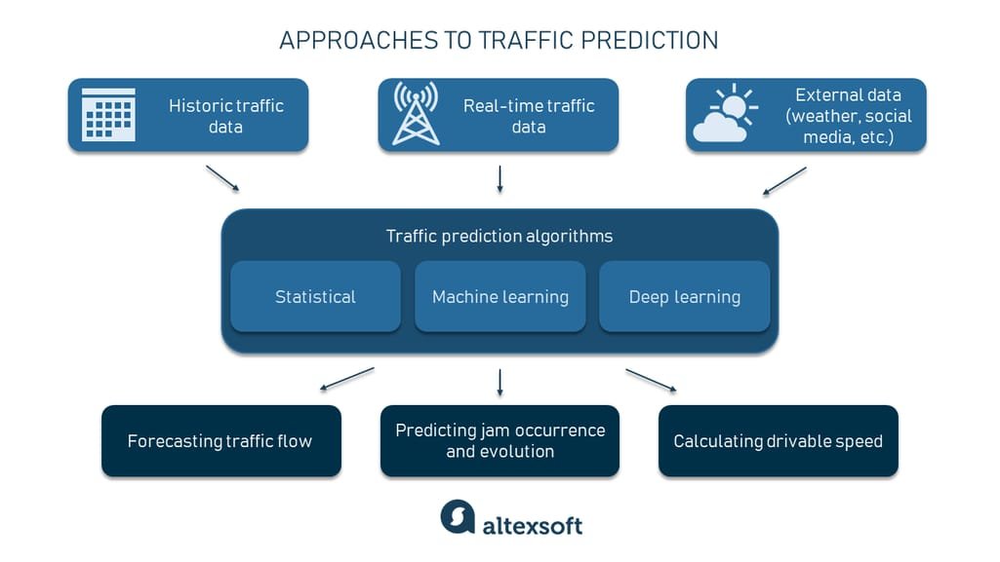 APPROACHES TO TRAFFIC PREDICTION
Historic traffic
data
Real-time traffic
data
External data
(weather, social
media, etc.)
Traffic prediction algorithms
Statistical
Machine learning
Deep learning
Forecasting traffic flow
Predicting jam occurrence
and evolution
Calculating drivable speed
altexsoft